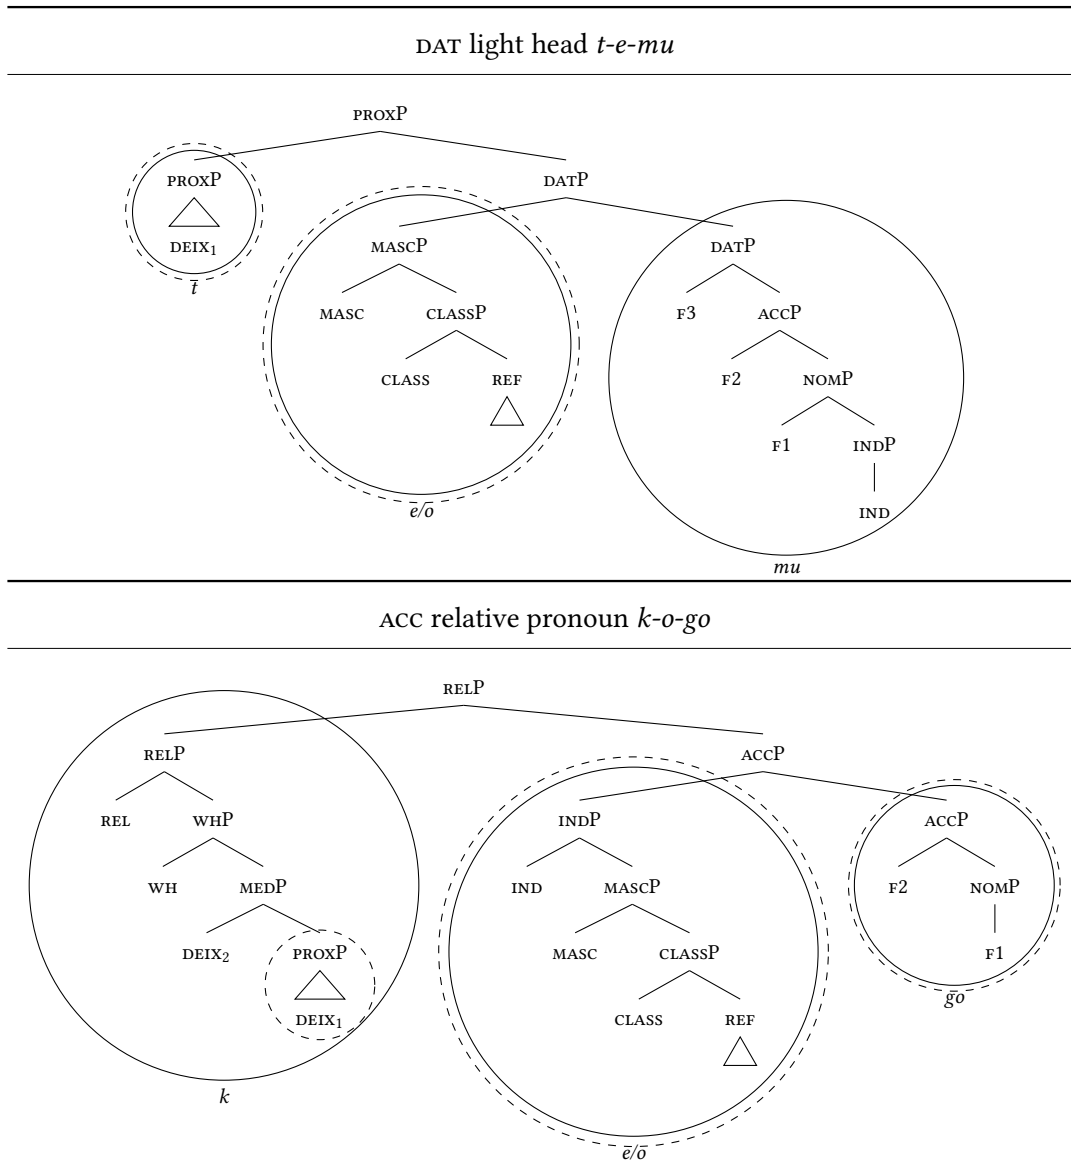 DAT light head t-e-mu
PROXP
PROXP DATP
DEIX₁ MASCP DATP
t
MASC CLASSP F3 ACCP
CLASS REF F2 NOMP
F1 INDP
e/o IND
mu
ACC relative pronoun k-o-go
RELP
RELP ACCP
REL WHP INDP ACCP
WH MEDP IND MASCP F2 NOMP
DEIX₂ PROXP MASC CLASSP F1
go
DEIX₁ CLASS REF
k
e/o